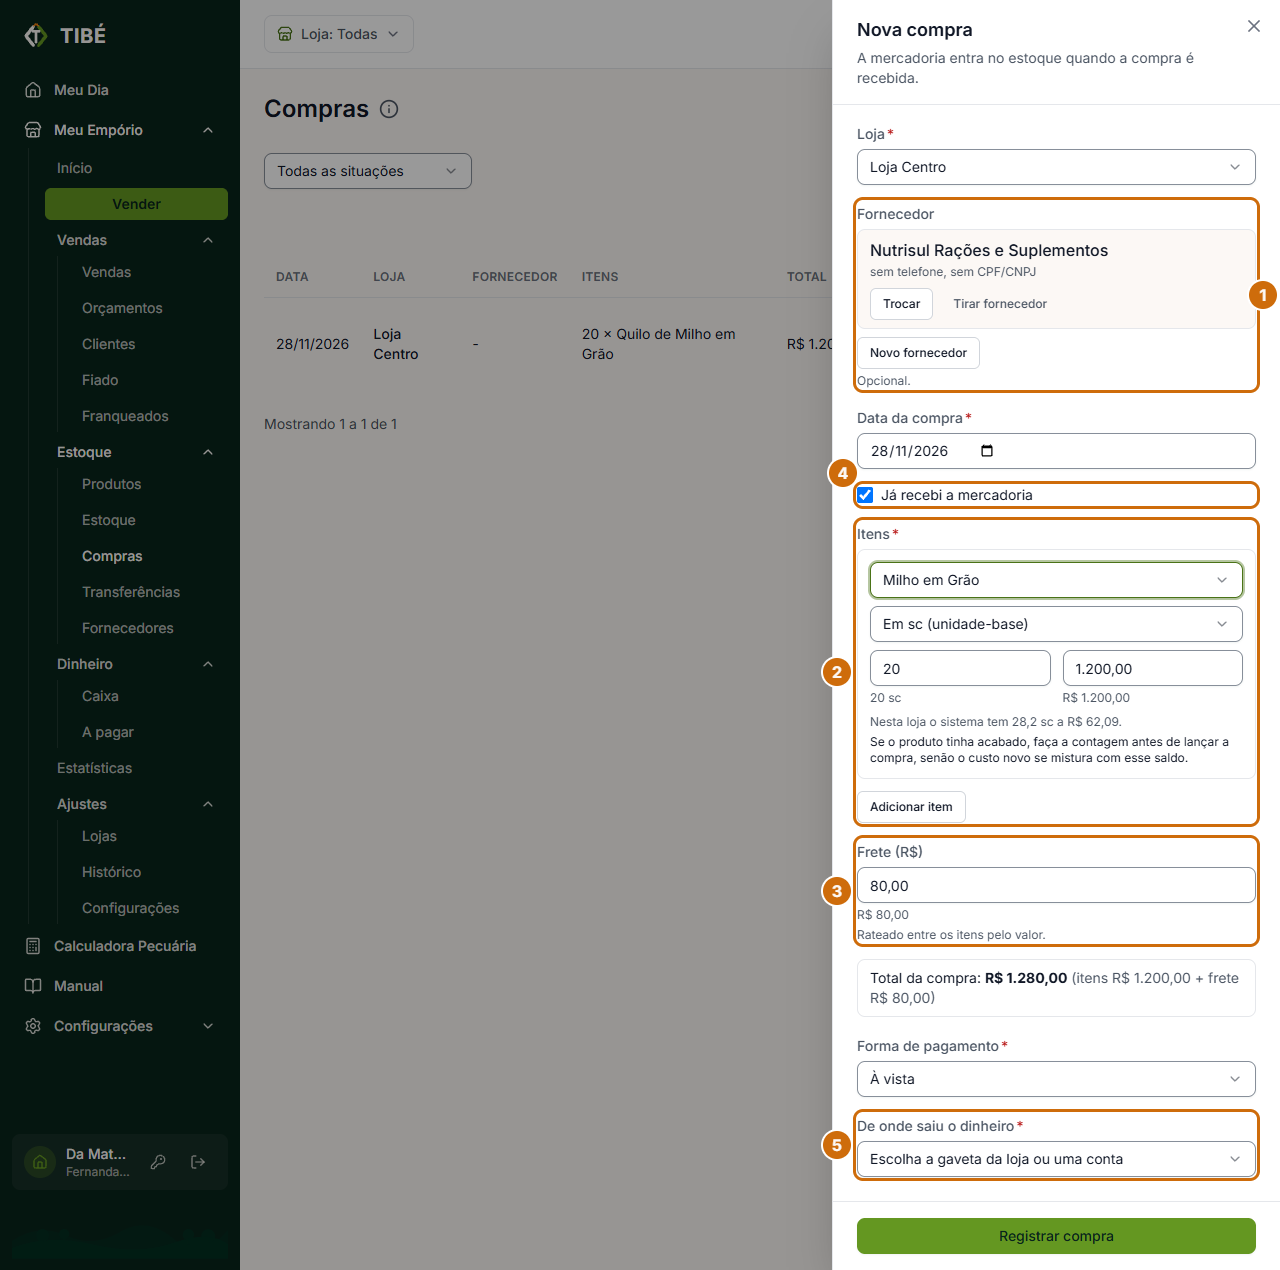 TIBÉ
Meu Dia
Meu Empório
Início
Vender
Vendas
Vendas
Orçamentos
Clientes
Fiado
Franqueados
Estoque
Produtos
Estoque
Compras
Transferências
Fornecedores
Dinheiro
Caixa
A pagar
Estatísticas
Ajustes
Lojas
Histórico
Configurações
Calculadora Pecuária
Manual
Configurações
Da Mat...
Fernanda...
Loja: Todas
Compras
Todas as situações
DATA LOJA FORNECEDOR ITENS TOTAL
28/11/2026 Loja Centro - 20 × Quilo de Milho em Grão R$ 1.20
Mostrando 1 a 1 de 1
Nova compra
A mercadoria entra no estoque quando a compra é
recebida.
Loja*
Loja Centro
Fornecedor
Nutrisul Rações e Suplementos
sem telefone, sem CPF/CNPJ
Trocar Tirar fornecedor
1
Novo fornecedor
Opcional.
Data da compra*
28/11/2026
4
Já recebi a mercadoria
Itens*
Milho em Grão
Em sc (unidade-base)
2
20 1.200,00
20 sc R$ 1.200,00
Nesta loja o sistema tem 28,2 sc a R$ 62,09.
Se o produto tinha acabado, faça a contagem antes de lançar a
compra, senão o custo novo se mistura com esse saldo.
Adicionar item
Frete (R$)
3
80,00
R$ 80,00
Rateado entre os itens pelo valor.
Total da compra: R$ 1.280,00 (itens R$ 1.200,00 + frete
R$ 80,00)
Forma de pagamento*
À vista
De onde saiu o dinheiro*
5
Escolha a gaveta da loja ou uma conta
Registrar compra